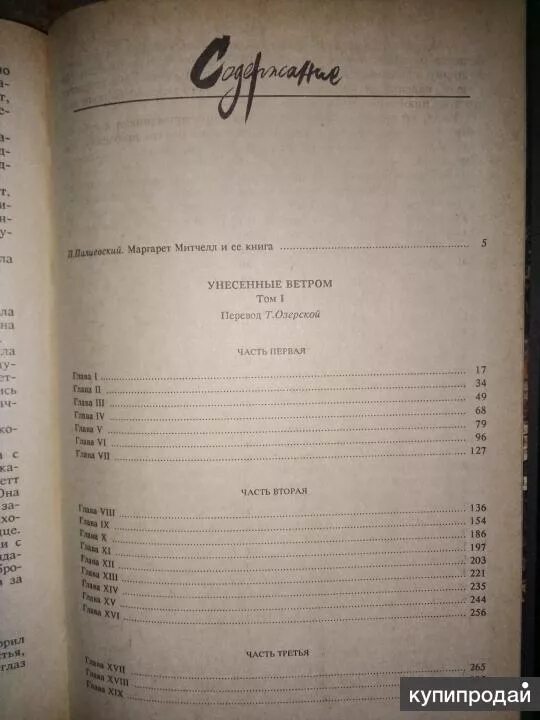 Содержание
П.Палиевский. Маргарет Митчелл и ее книга 5
УНЕСЕННЫЕ ВЕТРОМ
Том I
Перевод Т.Озерской
ЧАСТЬ ПЕРВАЯ
Глава I 17
Глава II 34
Глава III 49
Глава IV 68
Глава V 79
Глава VI 96
Глава VII 127
ЧАСТЬ ВТОРАЯ
Глава VIII 136
Глава IX 154
Глава X 186
Глава XI 197
Глава XII 203
Глава XIII 221
Глава XIV 235
Глава XV 244
Глава XVI 256
ЧАСТЬ ТРЕТЬЯ
Глава XVII 265
Глава XVIII
Глава XIX
купипродай